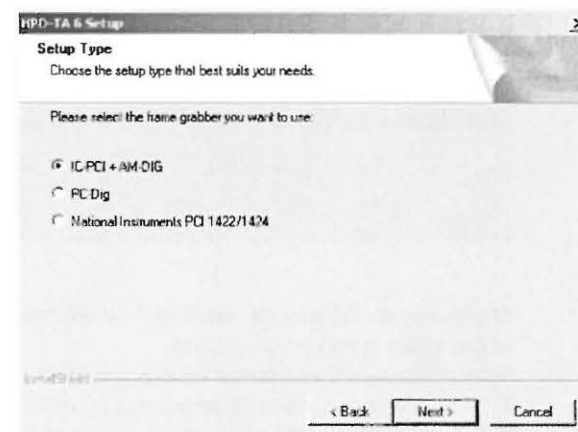 HPD-TA 6 Setup
Setup Type
Choose the setup type that best suits your needs.
Please select the frame grabber you want to use:
IC-PCI + AM-DIG
PC-Dig
National Instruments PCI 1422/1424
InstallShield
< Back
Next >
Cancel